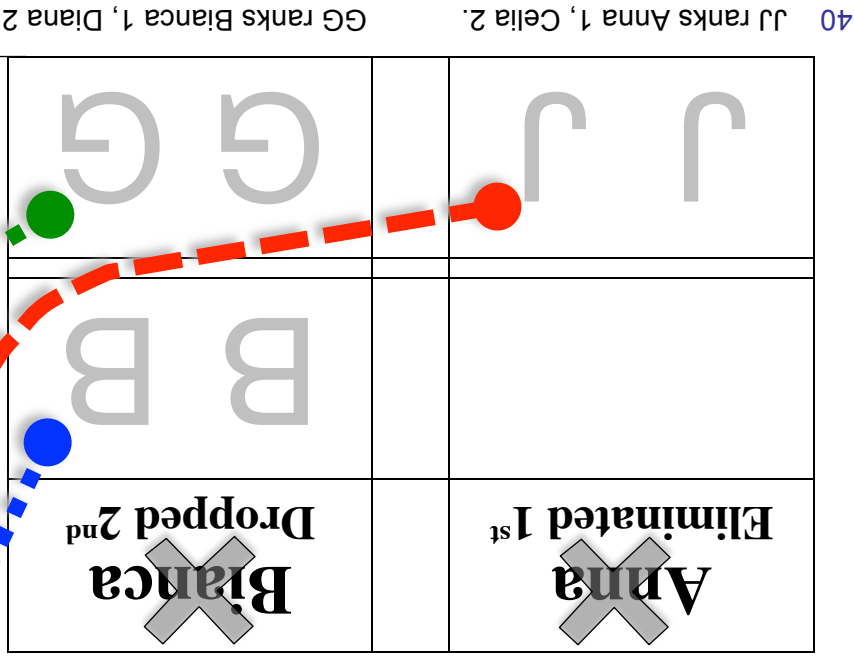 Anna Bianca
Eliminated 1st Dropped 2nd
B B
J J G G
40 JJ ranks Anna 1, Celia 2. GG ranks Bianca 1, Diana 2